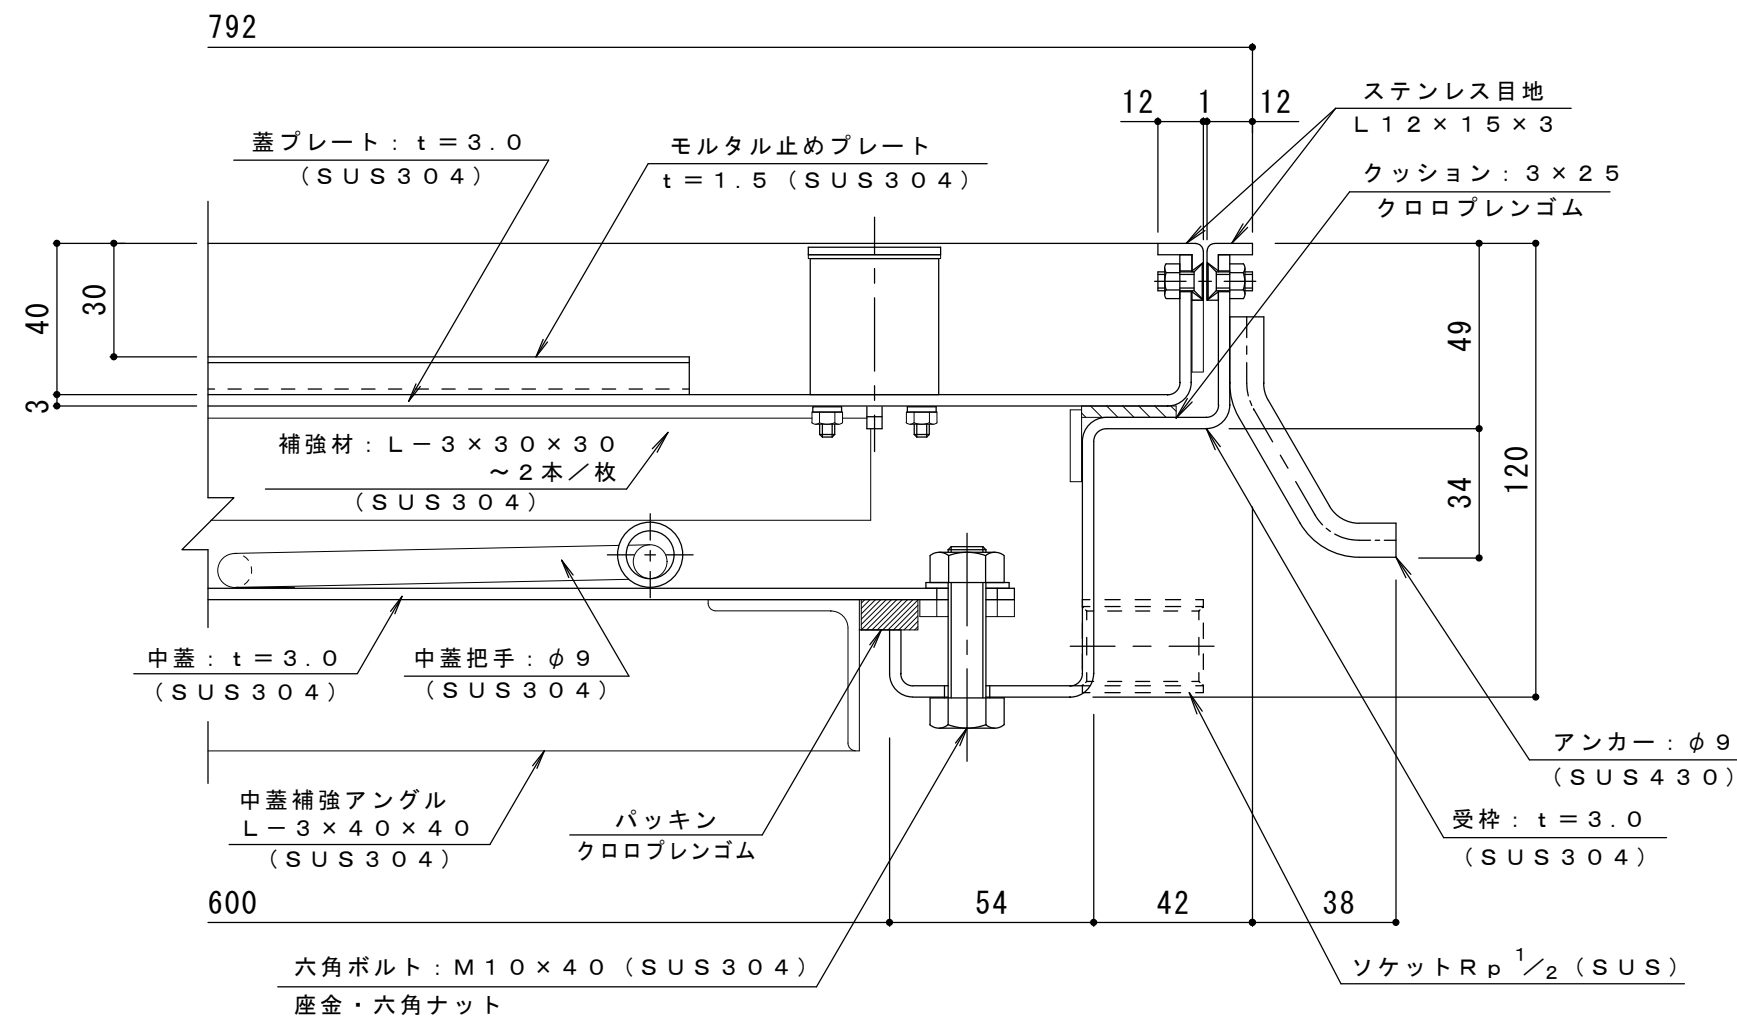 792
12
1
12
ステンレス目地
L12×15×3
蓋プレート：t＝3.0
（SUS304）
モルタル止めプレート
t＝1.5（SUS304）
クッション：3×25
クロロプレンゴム
40
30
3
49
34
120
補強材：L－3×30×30
～2本／枚
（SUS304）
中蓋：t＝3.0
（SUS304）
中蓋把手：φ9
（SUS304）
中蓋補強アングル
L－3×40×40
（SUS304）
パッキン
クロロプレンゴム
アンカー：φ9
（SUS430）
受枠：t＝3.0
（SUS304）
600
54
42
38
六角ボルト：M10×40（SUS304）
座金・六角ナット
ソケットRp 1/2（SUS）